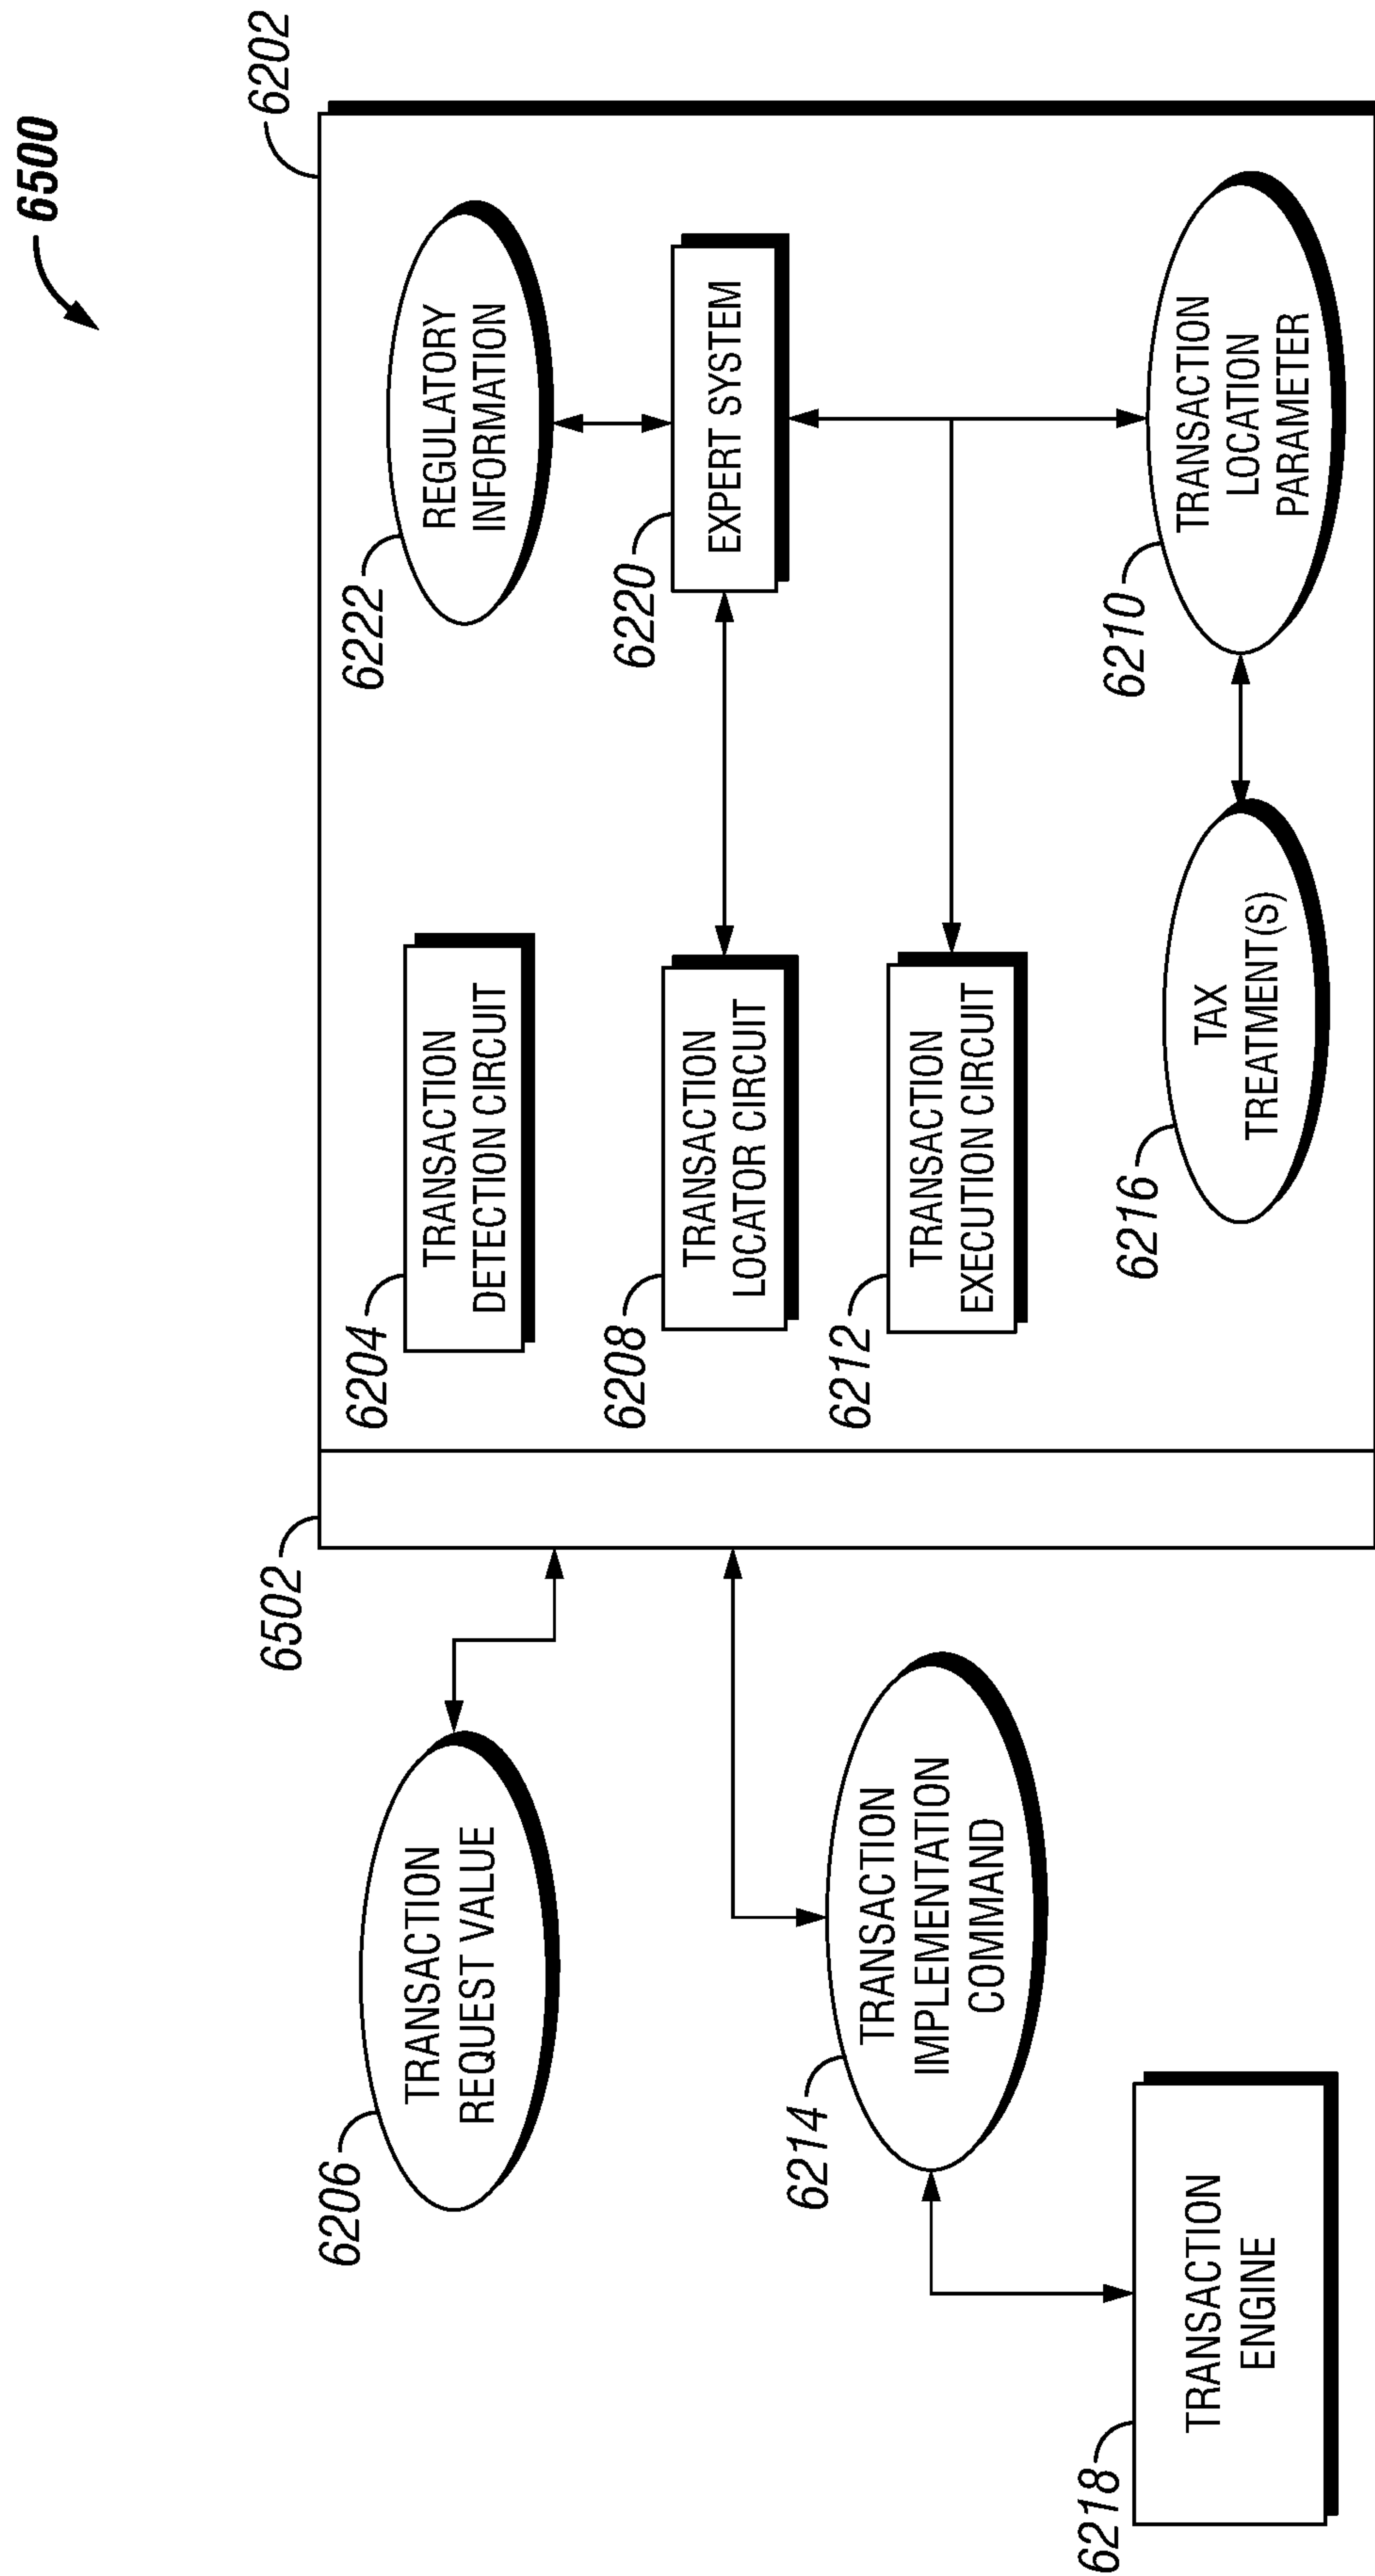 6500
6202
6502
6206
TRANSACTION
REQUEST VALUE
6204
TRANSACTION
DETECTION CIRCUIT
6222
REGULATORY
INFORMATION
6208
TRANSACTION
LOCATOR CIRCUIT
6220
EXPERT SYSTEM
6214
TRANSACTION
IMPLEMENTATION
COMMAND
6212
TRANSACTION
EXECUTION CIRCUIT
6218
TRANSACTION
ENGINE
6216
TAX
TREATMENT(S)
6210
TRANSACTION
LOCATION
PARAMETER